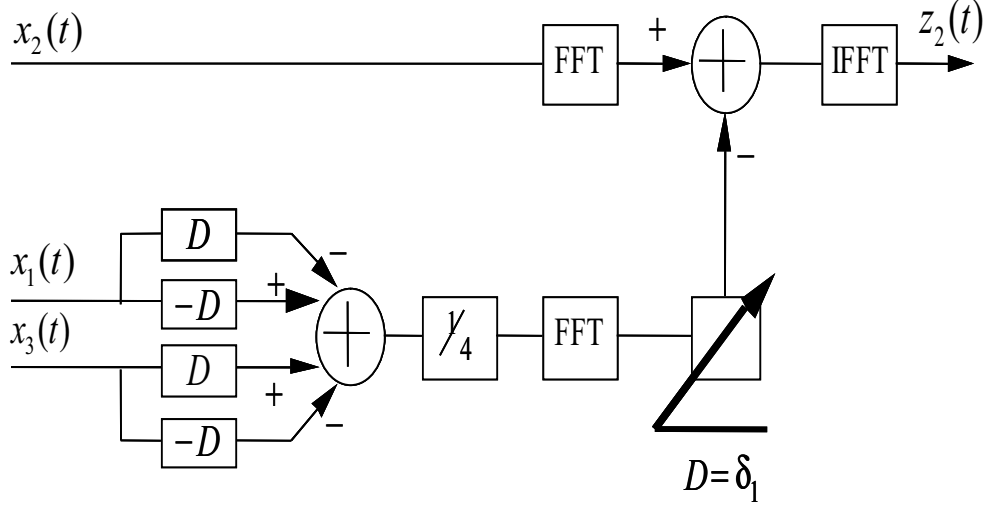 x₂(t)
FFT
+
IFFT
z₂(t)
−
D
−
x₁(t)
−D
+
x₃(t)
D
+
¼
FFT
−D
−
D=δ₁